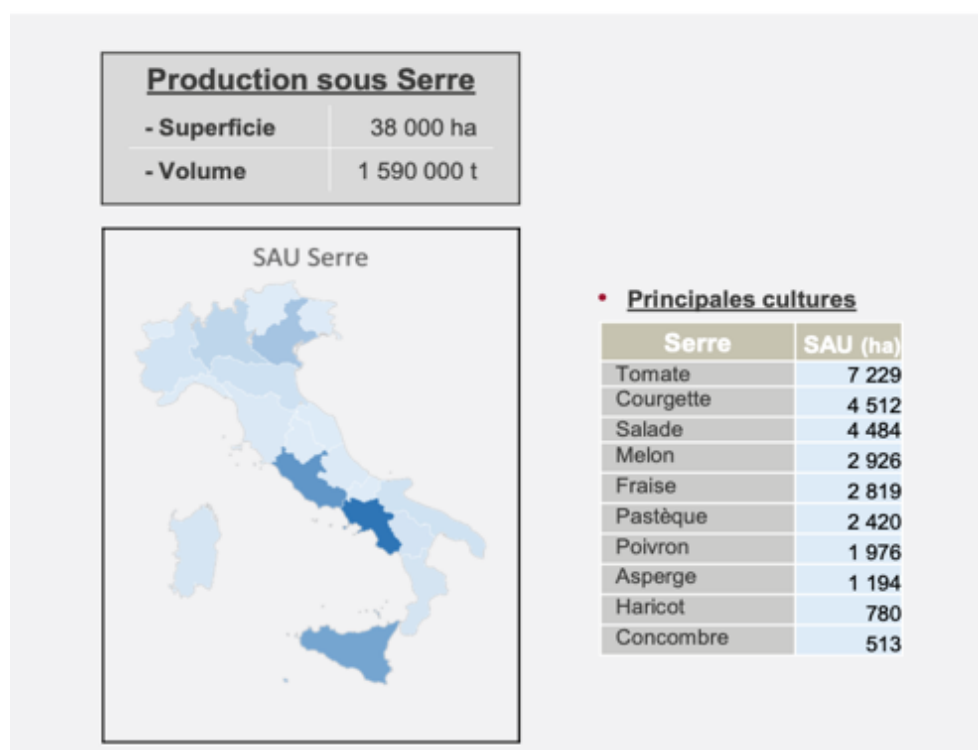 Production sous Serre
- Superficie 38 000 ha
- Volume 1 590 000 t
SAU Serre
• Principales cultures
Serre SAU (ha)
Tomate 7 229
Courgette 4 512
Salade 4 484
Melon 2 926
Fraise 2 819
Pastèque 2 420
Poivron 1 976
Asperge 1 194
Haricot 780
Concombre 513